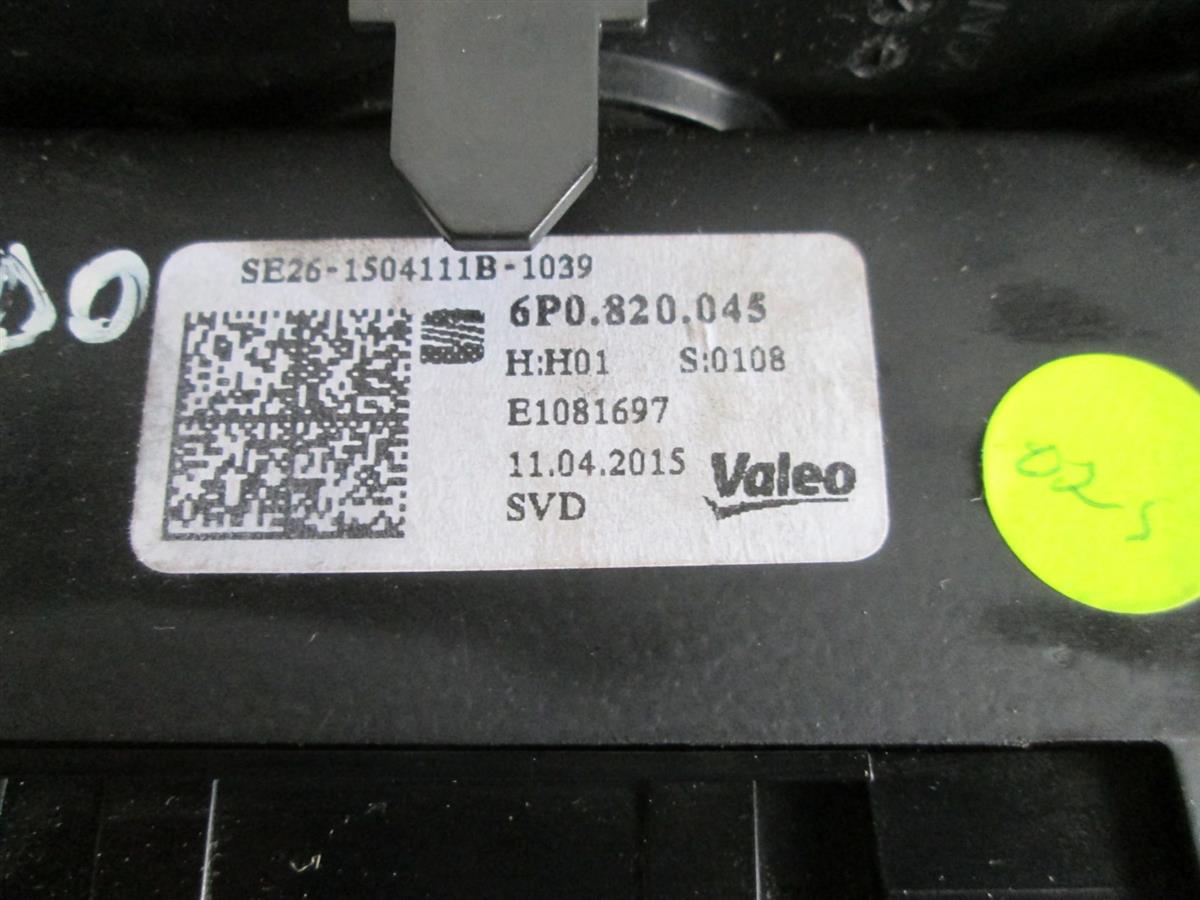 SE26-1504111B-1039
6P0.820.045
H:H01 S:0108
E1081697
11.04.2015
SVD
Valeo